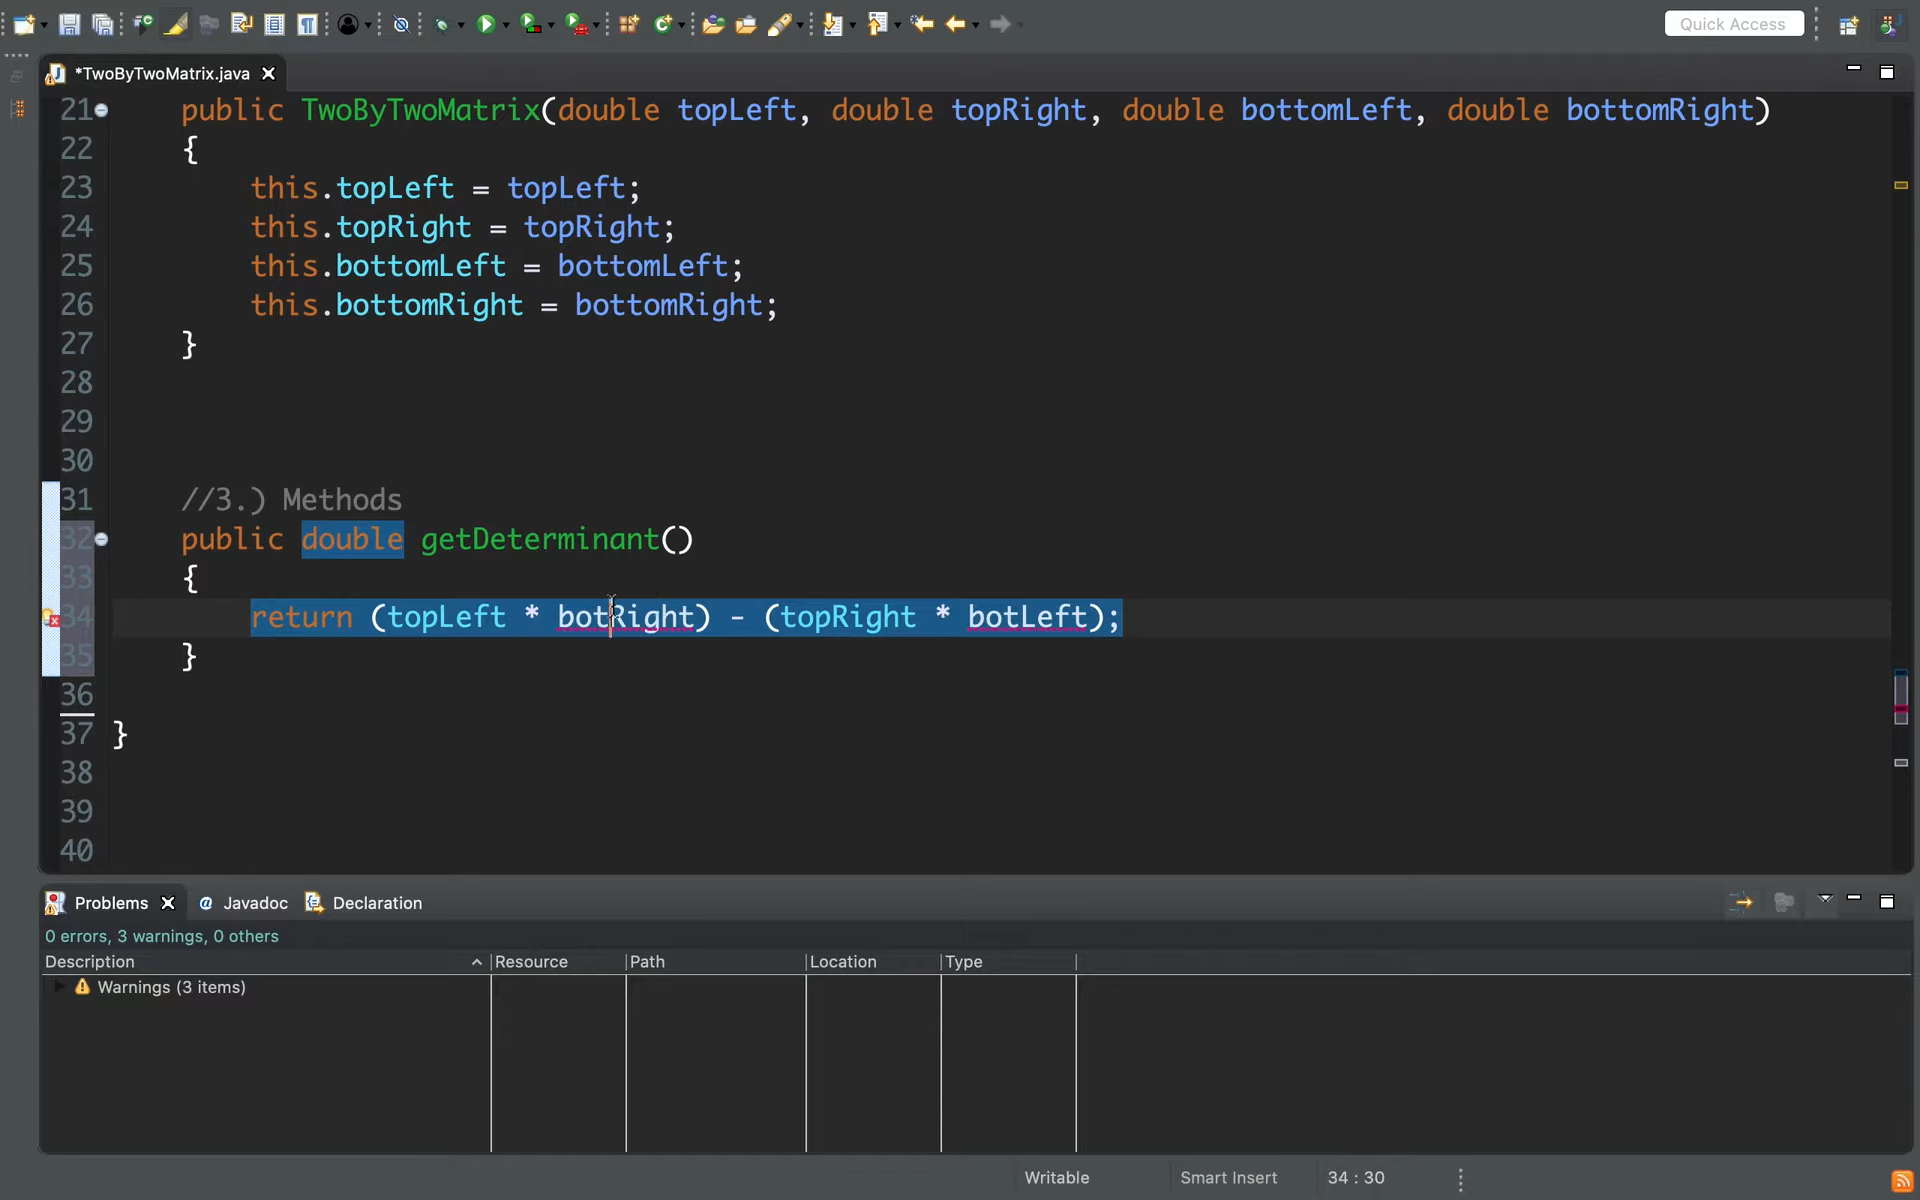 Quick Access
*TwoByTwoMatrix.java
21 public TwoByTwoMatrix(double topLeft, double topRight, double bottomLeft, double bottomRight)
22 {
23 this.topLeft = topLeft;
24 this.topRight = topRight;
25 this.bottomLeft = bottomLeft;
26 this.bottomRight = bottomRight;
27 }
28
29
30
31 //3.) Methods
32 public double getDeterminant()
33 {
34 return (topLeft * botRight) - (topRight * botLeft);
35 }
36
37 }
38
39
40
Problems @ Javadoc Declaration
0 errors, 3 warnings, 0 others
Description Resource Path Location Type
Warnings (3 items)
Writable Smart Insert 34 : 30